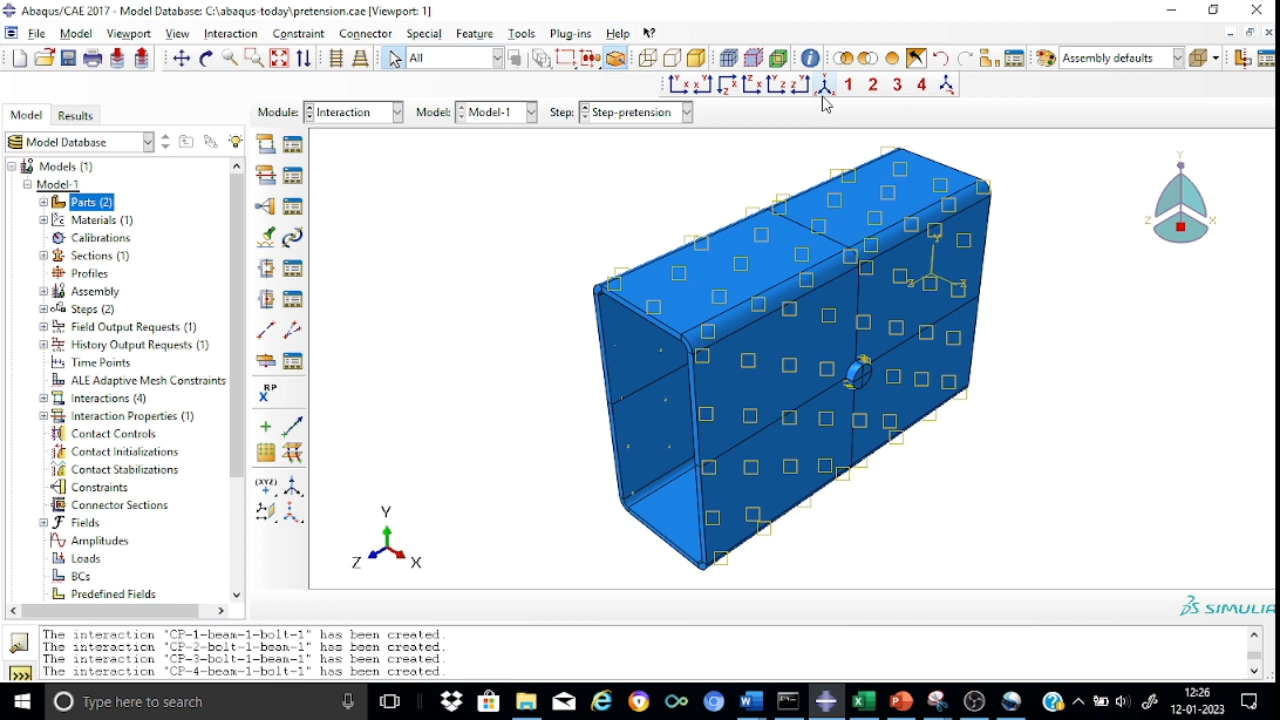 Abaqus/CAE 2017 - Model Database: C:\abaqus-today\pretension.cae [Viewport: 1]
File Model Viewport View Interaction Constraint Connector Special Feature Tools Plug-ins Help
All
Assembly defaults
1 2 3 4
Model Results
Module: Interaction Model: Model-1 Step: Step-pretension
Model Database
Models (1)
Model-1
Parts (2)
Materials (1)
Calibrations
Sections (1)
Profiles
Assembly
Steps (2)
Field Output Requests (1)
History Output Requests (1)
Time Points
ALE Adaptive Mesh Constraints
Interactions (4)
Interaction Properties (1)
Contact Controls
Contact Initializations
Contact Stabilizations
Constraints
Connector Sections
Fields
Amplitudes
Loads
BCs
Predefined Fields
RP
(XYZ)
Y
Z X
Y
Z X
SIMULIA
The interaction "CP-1-beam-1-bolt-1" has been created.
The interaction "CP-2-bolt-1-beam-1" has been created.
The interaction "CP-3-bolt-1-beam-1" has been created.
The interaction "CP-4-beam-1-bolt-1" has been created.
Type here to search
12:26
12-01-2023